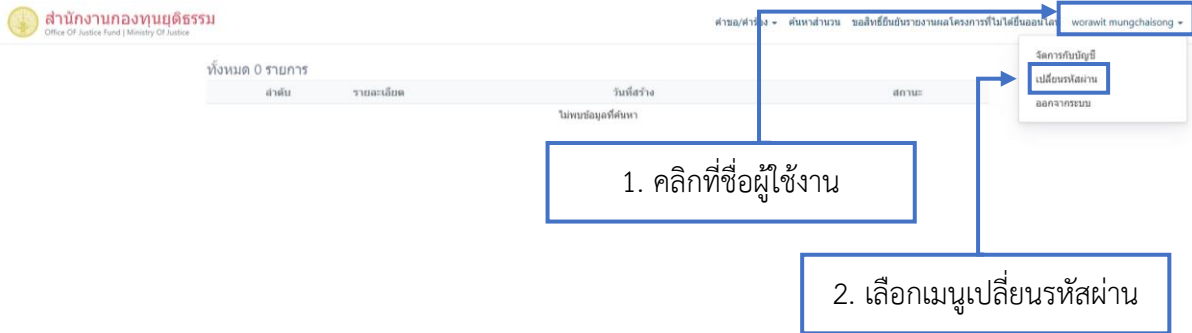 สำนักงานกองทุนยุติธรรม
Office Of Justice Fund | Ministry Of Justice
คำขอ/คำร้อง ค้นหาสำนวน ขอสิทธิ์ยืนยันรายงานผลโครงการที่ไม่ได้ยื่นออนไลน์ worawit mungchaisong
จัดการกับบัญชี
เปลี่ยนรหัสผ่าน
ออกจากระบบ
ทั้งหมด 0 รายการ
ลำดับ รายละเอียด วันที่สร้าง สถานะ
ไม่พบข้อมูลที่ค้นหา
1. คลิกที่ชื่อผู้ใช้งาน
2. เลือกเมนูเปลี่ยนรหัสผ่าน